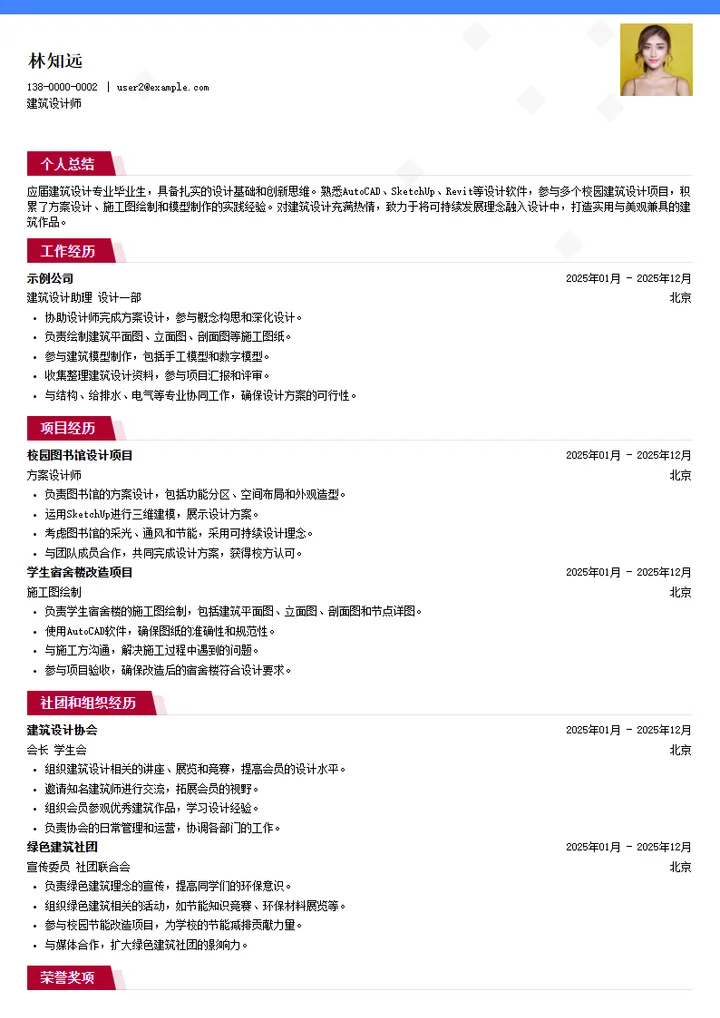 林知远
138-0000-0002 | user2@example.com
建筑设计师
个人总结
应届建筑设计专业毕业生，具备扎实的设计基础和创新思维。熟悉AutoCAD、SketchUp、Revit等设计软件，参与多个校园建筑设计项目，积
累了方案设计、施工图绘制和模型制作的实践经验。对建筑设计充满热情，致力于将可持续发展理念融入设计中，打造实用与美观兼具的建
筑作品。
工作经历
示例公司 2025年01月 - 2025年12月
建筑设计助理 设计一部 北京
• 协助设计师完成方案设计，参与概念构思和深化设计。
• 负责绘制建筑平面图、立面图、剖面图等施工图纸。
• 参与建筑模型制作，包括手工模型和数字模型。
• 收集整理建筑设计资料，参与项目汇报和评审。
• 与结构、给排水、电气等专业协同工作，确保设计方案的可行性。
项目经历
校园图书馆设计项目 2025年01月 - 2025年12月
方案设计师 北京
• 负责图书馆的方案设计，包括功能分区、空间布局和外观造型。
• 运用SketchUp进行三维建模，展示设计方案。
• 考虑图书馆的采光、通风和节能，采用可持续设计理念。
• 与团队成员合作，共同完成设计方案，获得校方认可。
学生宿舍楼改造项目 2025年01月 - 2025年12月
施工图绘制 北京
• 负责学生宿舍楼的施工图绘制，包括建筑平面图、立面图、剖面图和节点详图。
• 使用AutoCAD软件，确保图纸的准确性和规范性。
• 与施工方沟通，解决施工过程中遇到的问题。
• 参与项目验收，确保改造后的宿舍楼符合设计要求。
社团和组织经历
建筑设计协会 2025年01月 - 2025年12月
会长 学生会 北京
• 组织建筑设计相关的讲座、展览和竞赛，提高会员的设计水平。
• 邀请知名建筑师进行交流，拓展会员的视野。
• 组织会员参观优秀建筑作品，学习设计经验。
• 负责协会的日常管理和运营，协调各部门的工作。
绿色建筑社团 2025年01月 - 2025年12月
宣传委员 社团联合会 北京
• 负责绿色建筑理念的宣传，提高同学们的环保意识。
• 组织绿色建筑相关的活动，如节能知识竞赛、环保材料展览等。
• 参与校园节能改造项目，为学校的节能减排贡献力量。
• 与媒体合作，扩大绿色建筑社团的影响力。
荣誉奖项